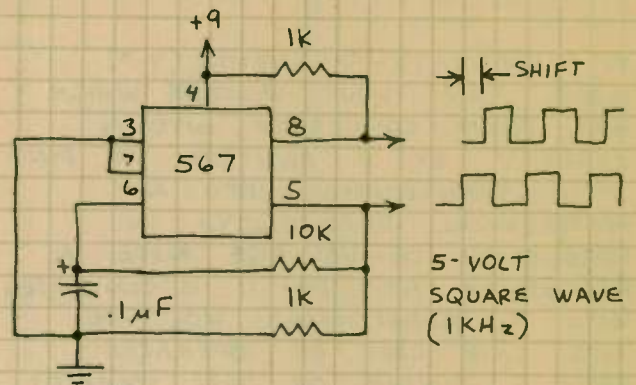 +9
1K
SHIFT
4
3
8
7
567
6
5
10K
+
.1µF
1K
5-VOLT
SQUARE WAVE
(1KHz)